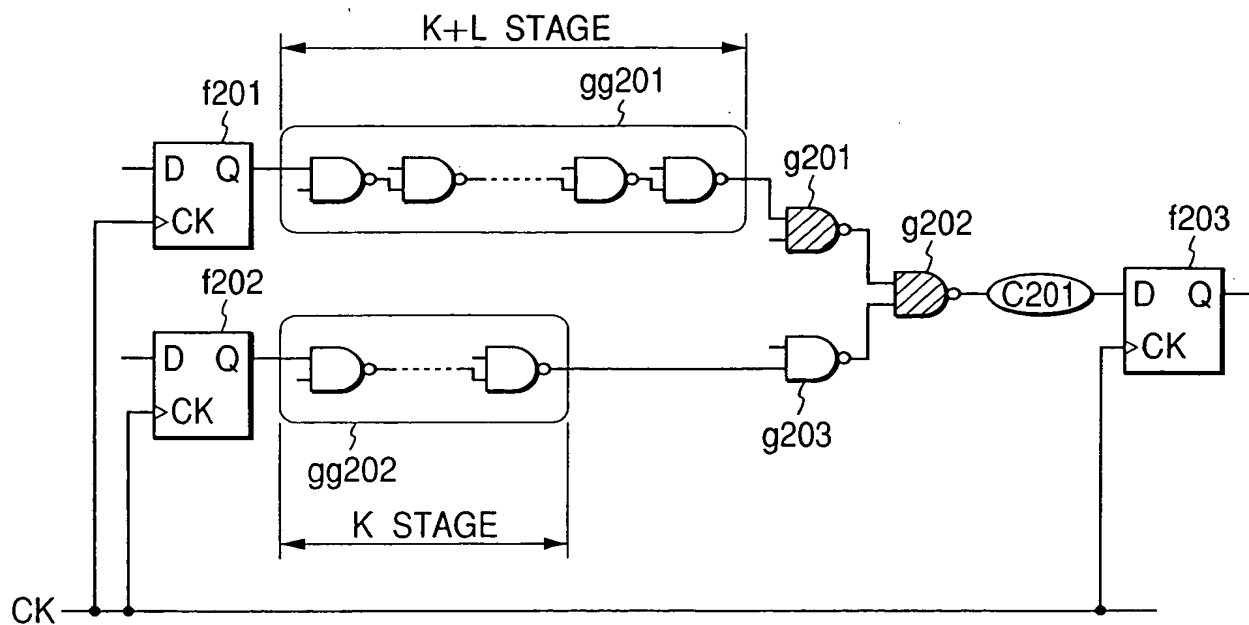 K+L STAGE
gg201
f201
D Q
CK
g201
g202
f203
f202
D Q
CK
C201
D Q
CK
g203
gg202
K STAGE
CK